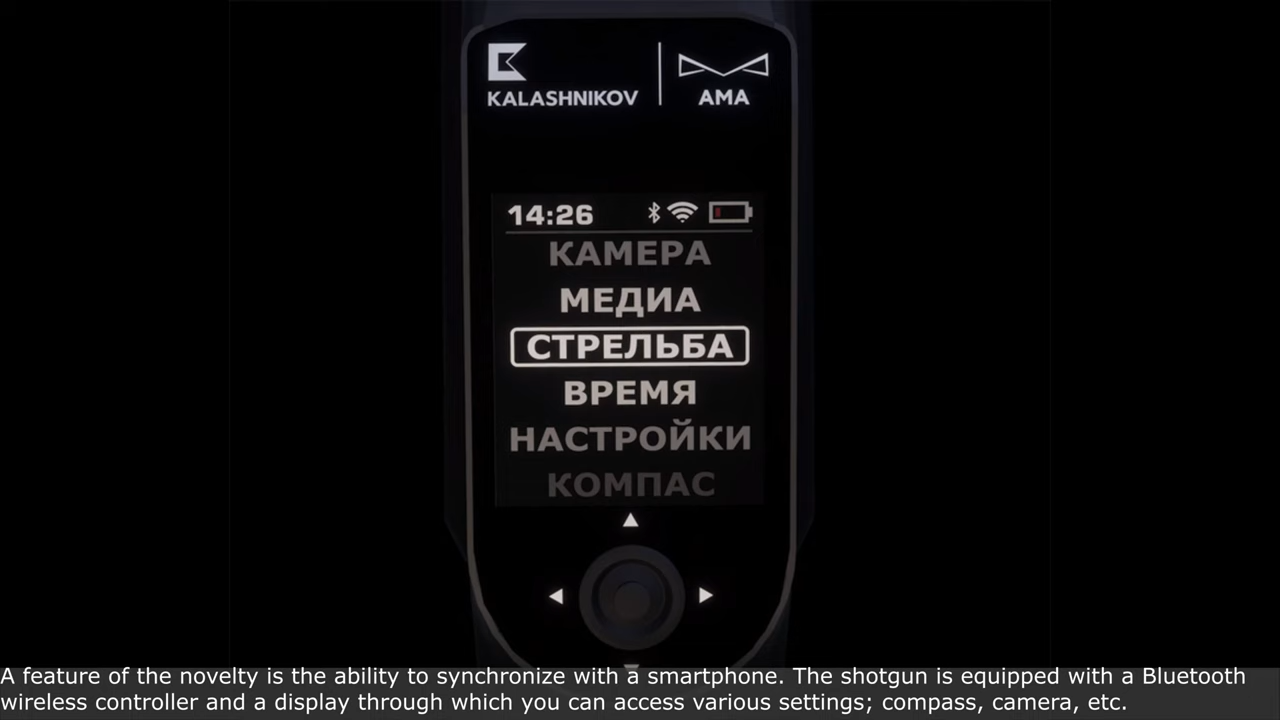 KALASHNIKOV
AMA
14:26
КАМЕРА
МЕДИА
СТРЕЛЬБА
ВРЕМЯ
НАСТРОЙКИ
КОМПАС
A feature of the novelty is the ability to synchronize with a smartphone. The shotgun is equipped with a Bluetooth
wireless controller and a display through which you can access various settings; compass, camera, etc.